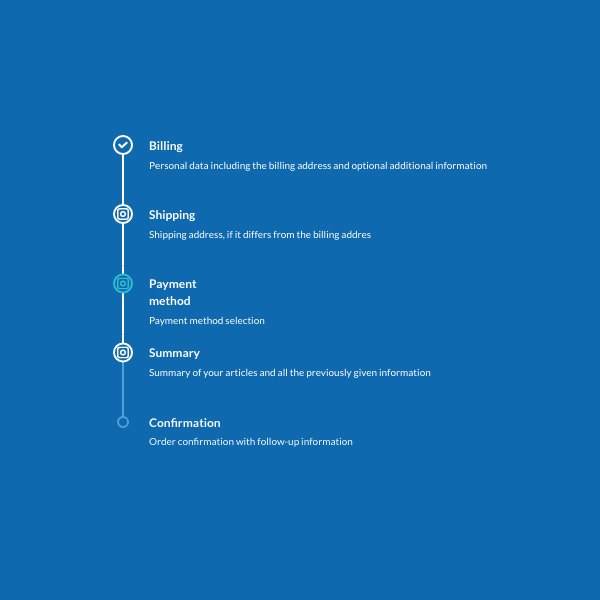 Billing
Personal data including the billing address and optional additional information
Shipping
Shipping address, if it differs from the billing addres
Payment
method
Payment method selection
Summary
Summary of your articles and all the previously given information
Confirmation
Order confirmation with follow-up information